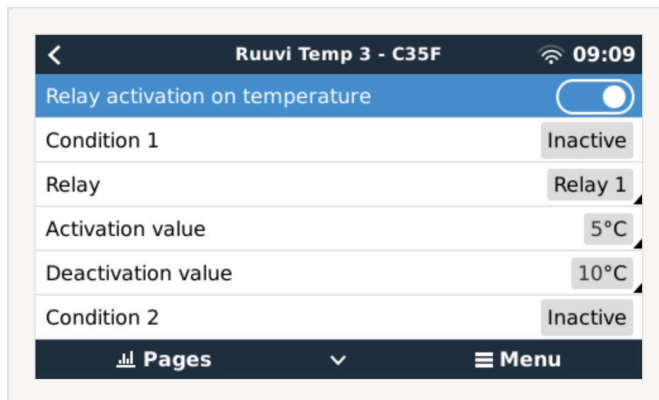 Ruuvi Temp 3 - C35F 09:09
Relay activation on temperature
Condition 1 Inactive
Relay Relay 1
Activation value 5°C
Deactivation value 10°C
Condition 2 Inactive
Pages Menu